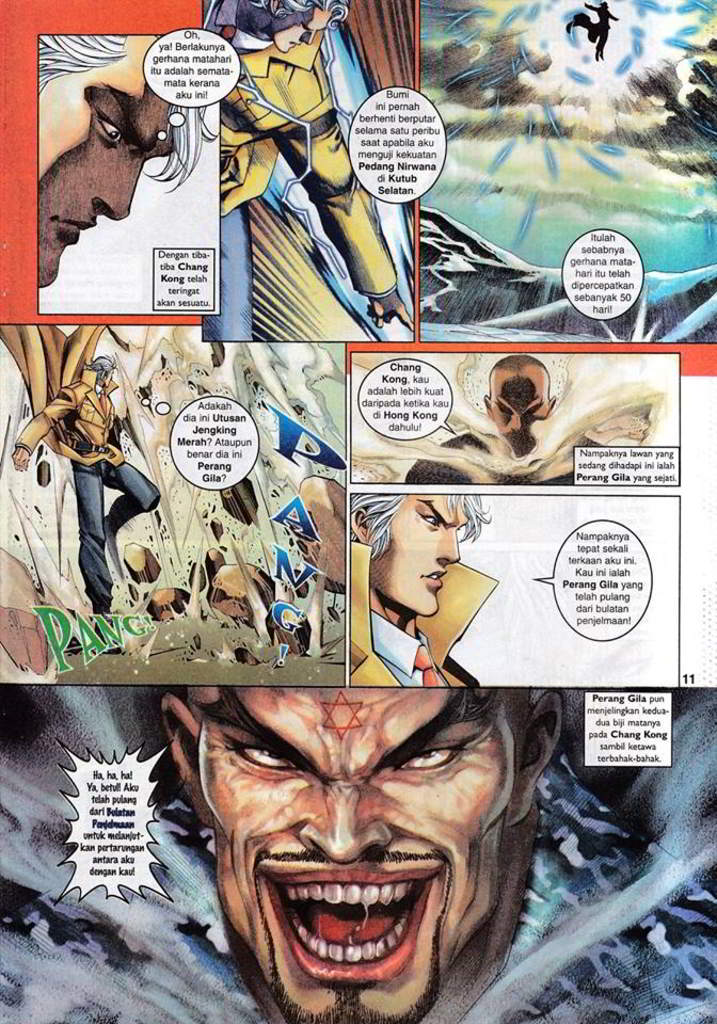 Oh,
ya! Berlakunya
gerhana matahari
itu adalah semata-
mata kerana
aku ini!
Dengan tiba-
tiba Chang
Kong telah
teringat
akan sesuatu.
Bumi
ini pernah
berhenti berputar
selama satu peribu
saat apabila aku
menguji kekuatan
Pedang Nirwana
di Kutub
Selatan.
Itulah
sebabnya
gerhana mata-
hari itu telah
dipercepatkan
sebanyak 50
hari!
Adakah
dia ini Utusan
Jengking
Merah? Ataupun
benar dia ini
Perang
Gila?
PANG!
PANG!
Chang
Kong, kau
adalah lebih kuat
daripada ketika kau
di Hong Kong
dahulu!
Nampaknya lawan yang
sedang dihadapi ini ialah
Perang Gila yang sejati.
Nampaknya
tepat sekali
terkaan aku ini.
Kau ini ialah
Perang Gila yang
telah pulang
dari bulatan
penjelmaan!
11
Perang Gila pun
menjelingkan kedua-
dua biji matanya
pada Chang Kong
sambil ketawa
terbahak-bahak.
Ha, ha, ha!
Ya, betul! Aku
telah pulang
dari Bulatan
Penjelmaan
untuk melanjut-
kan pertarungan
antara aku
dengan kau!